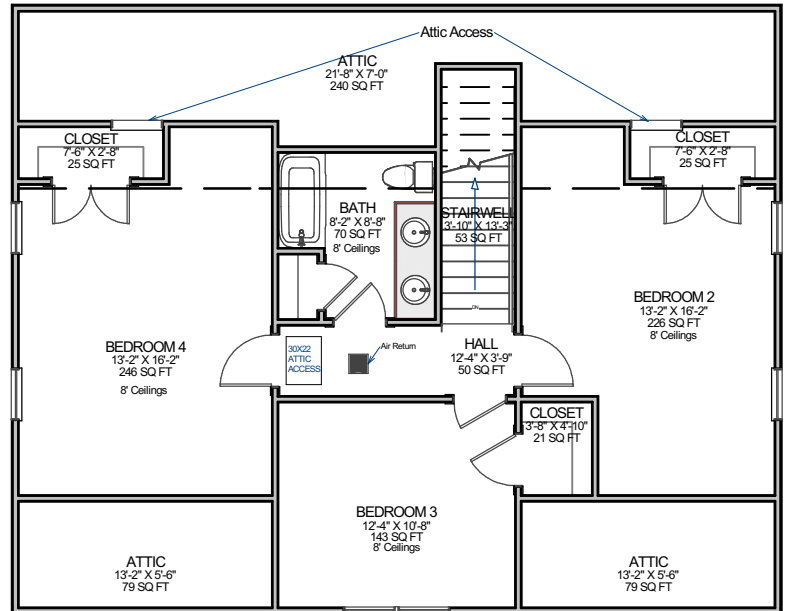 Attic Access
ATTIC
21'-8" X 7'-0"
240 SQ FT
CLOSET
7'-6" X 2'-8"
25 SQ FT
CLOSET
7'-6" X 2'-8"
25 SQ FT
BATH
8'-2" X 8'-8"
70 SQ FT
8' Ceilings
STAIRWELL
3'-10" X 13'-3"
53 SQ FT
DN
BEDROOM 2
13'-2" X 16'-2"
226 SQ FT
8' Ceilings
BEDROOM 4
13'-2" X 16'-2"
246 SQ FT
8' Ceilings
30X22
ATTIC
ACCESS
Air Return
HALL
12'-4" X 3'-9"
50 SQ FT
CLOSET
3'-8" X 4'-10"
21 SQ FT
BEDROOM 3
12'-4" X 10'-8"
143 SQ FT
8' Ceilings
ATTIC
13'-2" X 5'-6"
79 SQ FT
ATTIC
13'-2" X 5'-6"
79 SQ FT